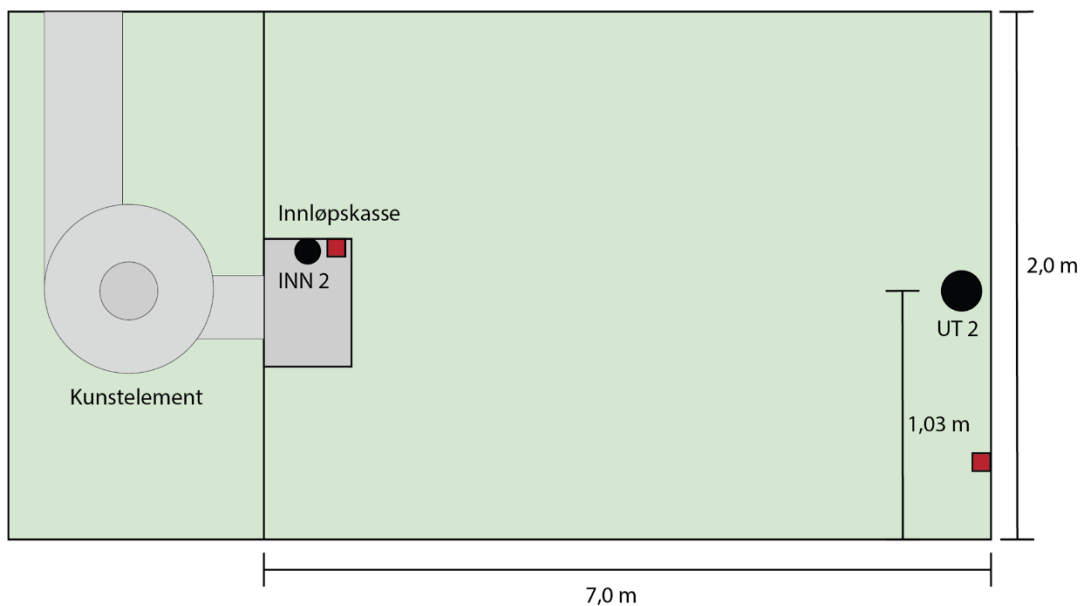 Innløpskasse
INN 2
2,0 m
UT 2
Kunstelement
1,03 m
7,0 m